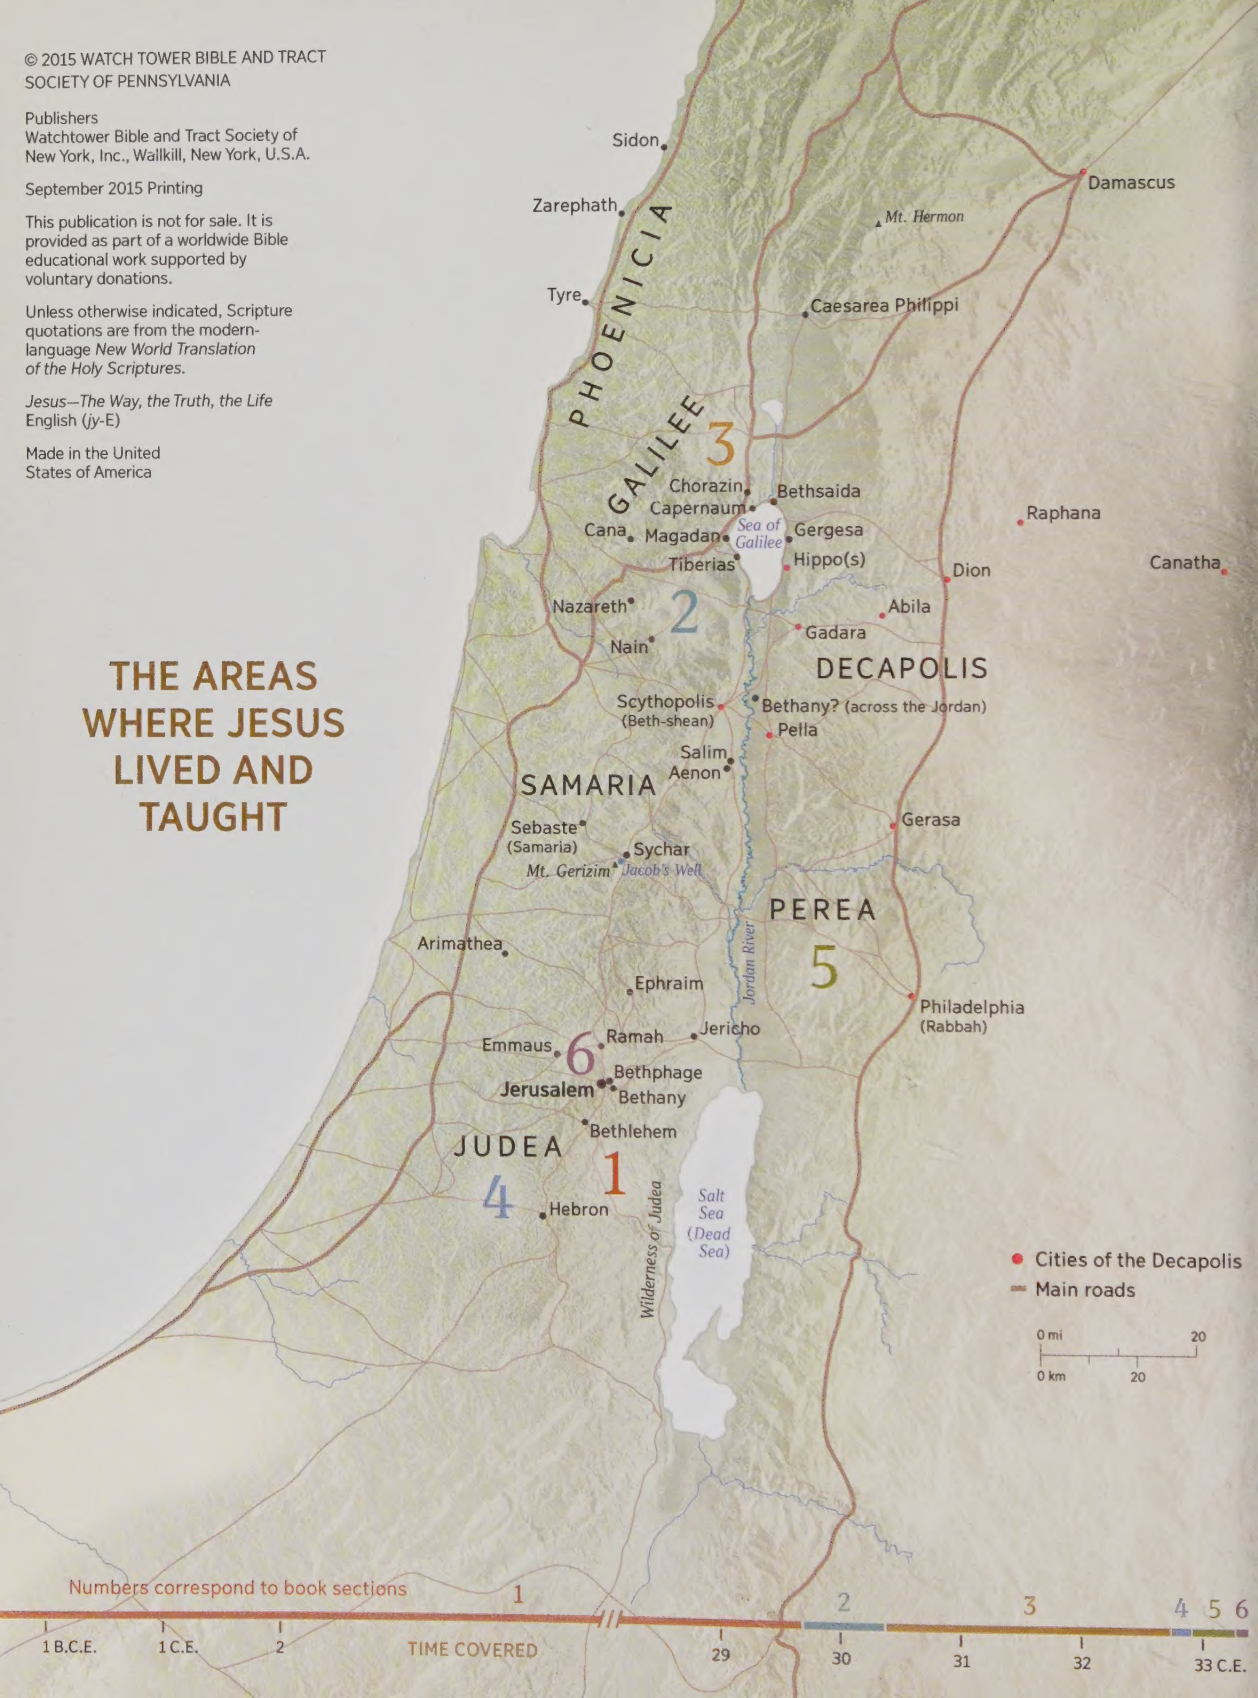 © 2015 WATCH TOWER BIBLE AND TRACT
SOCIETY OF PENNSYLVANIA
Publishers
Watchtower Bible and Tract Society of
New York, Inc., Wallkill, New York, U.S.A.
September 2015 Printing
This publication is not for sale. It is
provided as part of a worldwide Bible
educational work supported by
voluntary donations.
Unless otherwise indicated, Scripture
quotations are from the modern-
language New World Translation
of the Holy Scriptures.
Jesus—The Way, the Truth, the Life
English (jy-E)
Made in the United
States of America
THE AREAS
WHERE JESUS
LIVED AND
TAUGHT
Sidon
Damascus
Zarephath
Mt. Hermon
PHOENICIA
Tyre
Caesarea Philippi
GALILEE
3
Chorazin
Bethsaida
Capernaum
Raphana
Sea of
Galilee
Cana
Magadan
Gergesa
Tiberias
Hippo(s)
Dion
Canatha
Nazareth
2
Abila
Gadara
Nain
DECAPOLIS
Scythopolis
(Beth-shean)
Bethany? (across the Jordan)
Pella
Salim
Aenon
SAMARIA
Sebaste
(Samaria)
Gerasa
Sychar
Mt. Gerizim
Jacob's Well
PEREA
5
Arimathea
Jordan River
Ephraim
Philadelphia
(Rabbah)
Jericho
Ramah
Emmaus
6
Bethphage
Jerusalem
Bethany
Bethlehem
JUDEA
1
4
Hebron
Wilderness of Judea
Salt
Sea
(Dead
Sea)
Cities of the Decapolis
Main roads
0 mi 20
0 km 20
Numbers correspond to book sections
1 2 3 4 5 6
1 B.C.E. 1 C.E. 2 TIME COVERED 29 30 31 32 33 C.E.